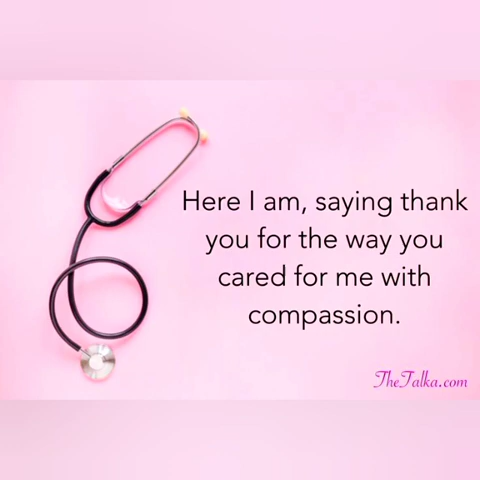 Here I am, saying thank
you for the way you
cared for me with
compassion.
TheTalka.com